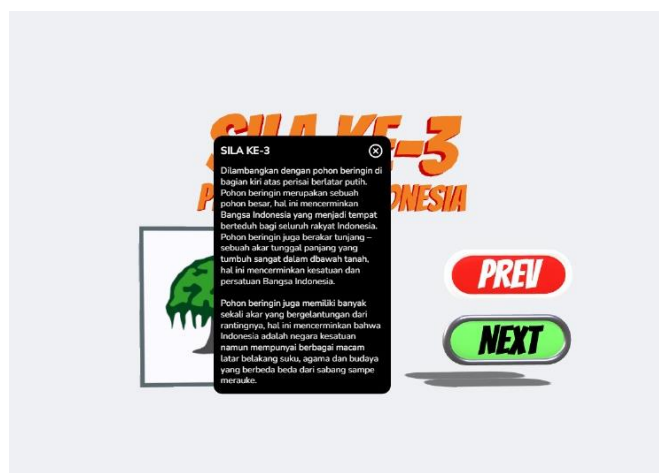 SILA KE-3
SILA KE-3
Dilambangkan dengan pohon beringin di
bagian kiri atas perisai berlatar putih.
Pohon beringin merupakan sebuah
pohon besar, hal ini mencerminkan
Bangsa Indonesia yang menjadi tempat
berteduh bagi seluruh rakyat Indonesia.
Pohon beringin juga berakar tunjang –
sebuah akar tunggal panjang yang
tumbuh sangat dalam dbawah tanah,
hal ini mencerminkan kesatuan dan
persatuan Bangsa Indonesia.
Pohon beringin juga memiliki banyak
sekali akar yang bergelantungan dari
rantingnya, hal ini mencerminkan bahwa
Indonesia adalah negara kesatuan
namun mempunyai berbagai macam
latar belakang suku, agama dan budaya
yang berbeda beda dari sabang sampe
merauke.
PREV
NEXT